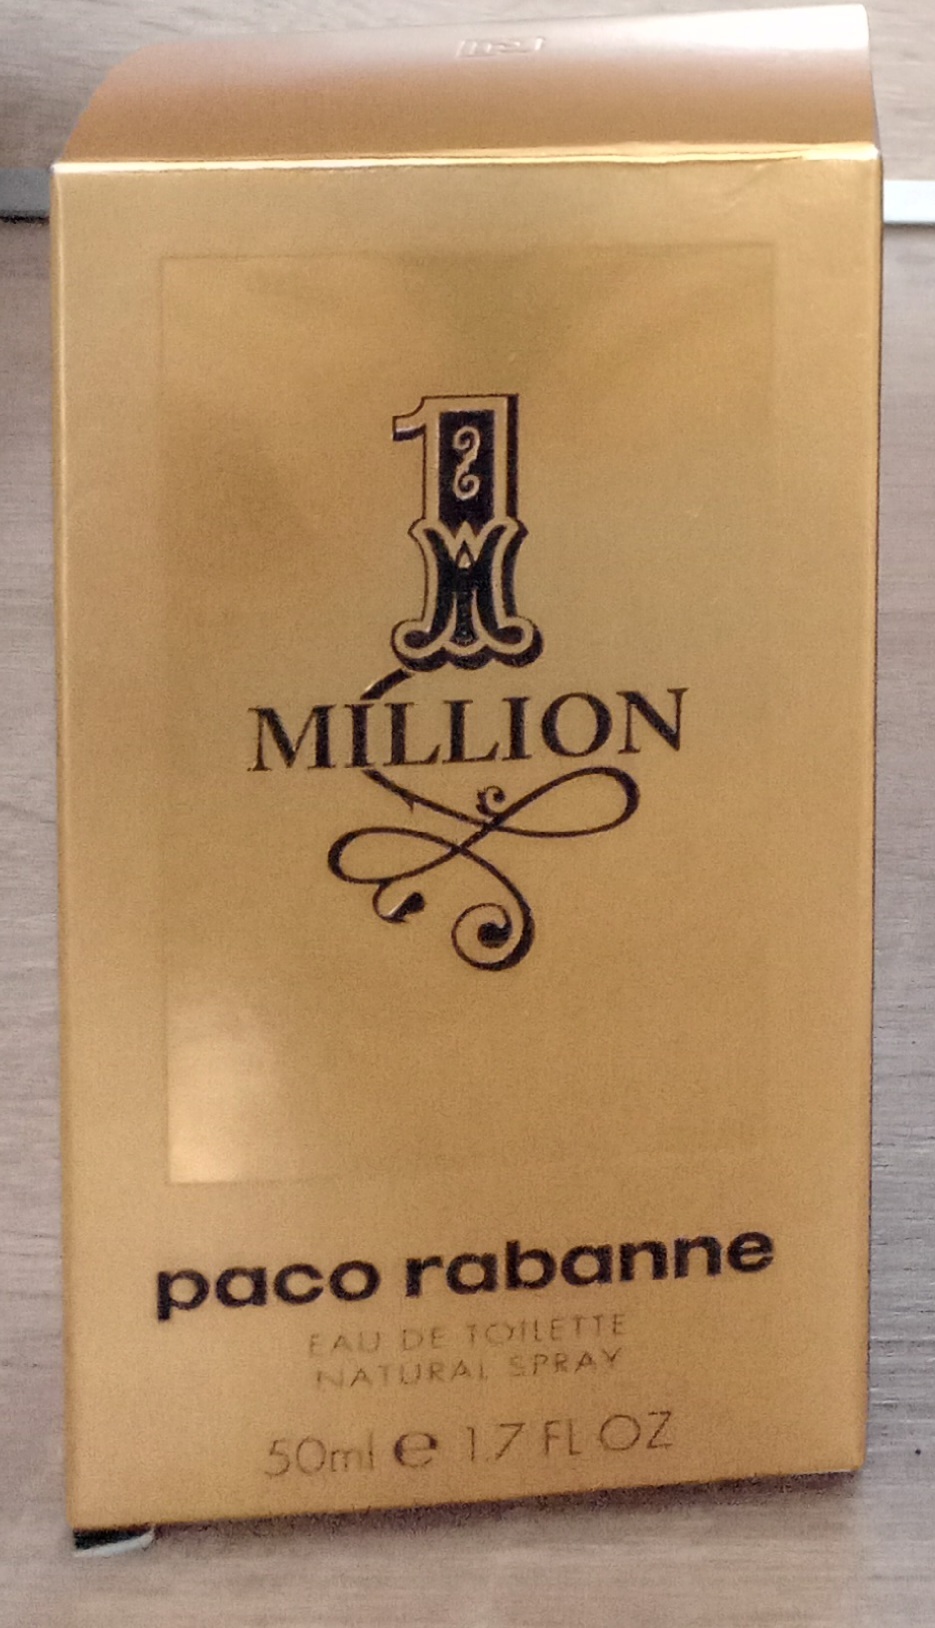 1
MILLION
paco rabanne
EAU DE TOILETTE
NATURAL SPRAY
50ml e 1.7 FL OZ